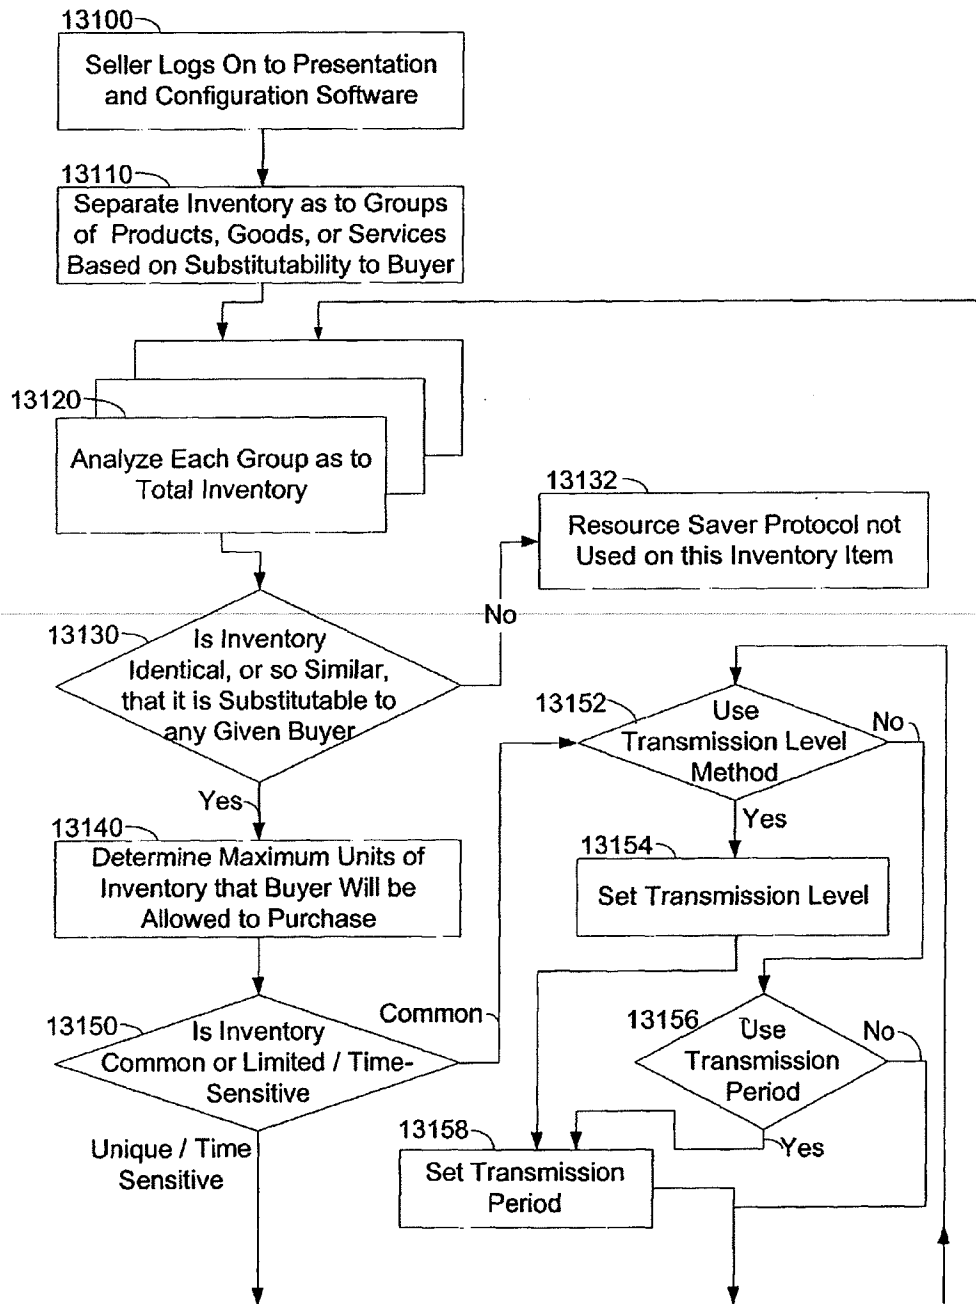 13100
Seller Logs On to Presentation
and Configuration Software
13110
Separate Inventory as to Groups
of Products, Goods, or Services
Based on Substitutability to Buyer
13120
Analyze Each Group as to
Total Inventory
13132
Resource Saver Protocol not
Used on this Inventory Item
No
13130
Is Inventory
Identical, or so Similar,
that it is Substitutable to
any Given Buyer
Yes
13152
Use
Transmission Level
Method
No
Yes
13140
Determine Maximum Units of
Inventory that Buyer Will be
Allowed to Purchase
13154
Set Transmission Level
Common
13150
Is Inventory
Common or Limited / Time-
Sensitive
13156
Use
Transmission
Period
No
Yes
Unique / Time
Sensitive
13158
Set Transmission
Period